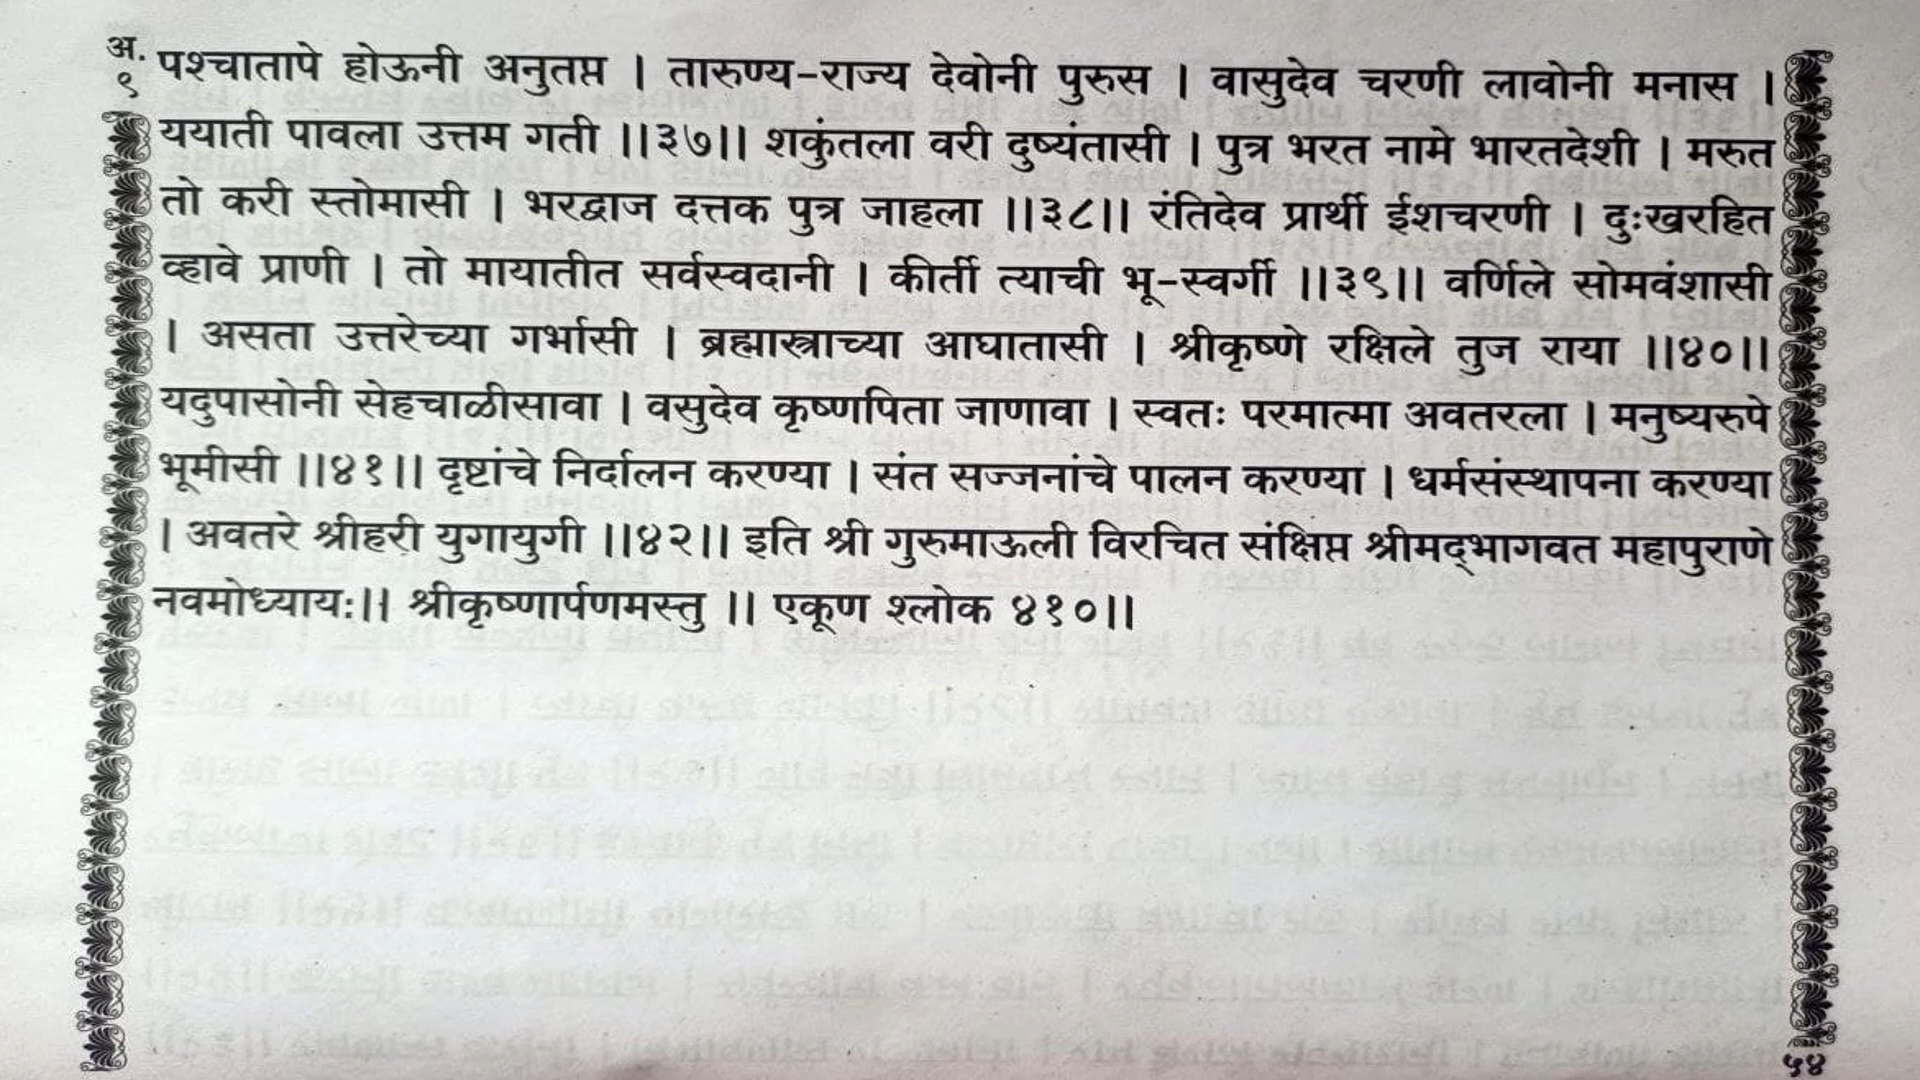 अ.
९
पश्चातापे होऊनी अनुतप्त । तारुण्य-राज्य देवोनी पुरुस । वासुदेव चरणी लावोनी मनास ।
ययाती पावला उत्तम गती ।।३७।। शकुंतला वरी दुष्यंतासी । पुत्र भरत नामे भारतदेशी । मरुत
तो करी स्तोमासी । भरद्वाज दत्तक पुत्र जाहला ।।३८।। रंतिदेव प्रार्थी ईशचरणी । दुःखरहित
व्हावे प्राणी । तो मायातीत सर्वस्वदानी । कीर्ती त्याची भू-स्वर्गी ।।३९।। वर्णिले सोमवंशासी
। असता उत्तरेच्या गर्भासी । ब्रह्मास्त्राच्या आघातासी । श्रीकृष्णे रक्षिले तुज राया ।।४०।।
यदुपासोनी सेहचाळीसावा । वसुदेव कृष्णपिता जाणावा । स्वतः परमात्मा अवतरला । मनुष्यरुपे
भूमीसी ।।४१।। दृष्टांचे निर्दालन करण्या । संत सज्जनांचे पालन करण्या । धर्मसंस्थापना करण्या
। अवतरे श्रीहरी युगायुगी ।।४२।। इति श्री गुरुमाऊली विरचित संक्षिप्त श्रीमद्‌भागवत महापुराणे
नवमोध्यायः।। श्रीकृष्णार्पणमस्तु ।। एकूण श्लोक ४१०।।
५४